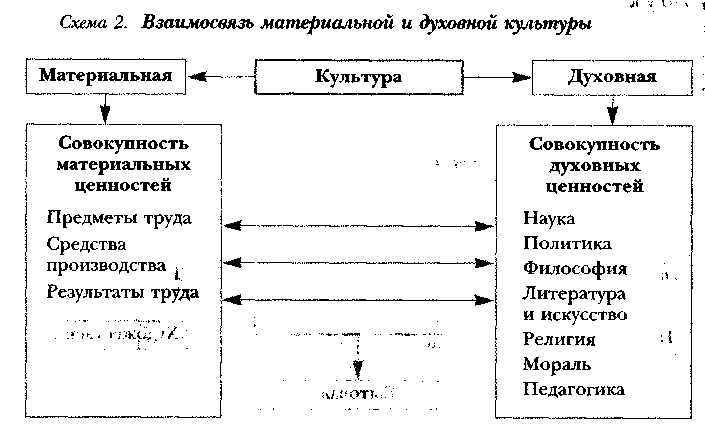 Схема 2. Взаимосвязь материальной и духовной культуры
Материальная
Культура
Духовная
Совокупность
материальных
ценностей
Предметы труда
Средства
производства
Результаты труда
Совокупность
духовных
ценностей
Наука
Политика
Философия
Литература
и искусство
Религия
Мораль
Педагогика